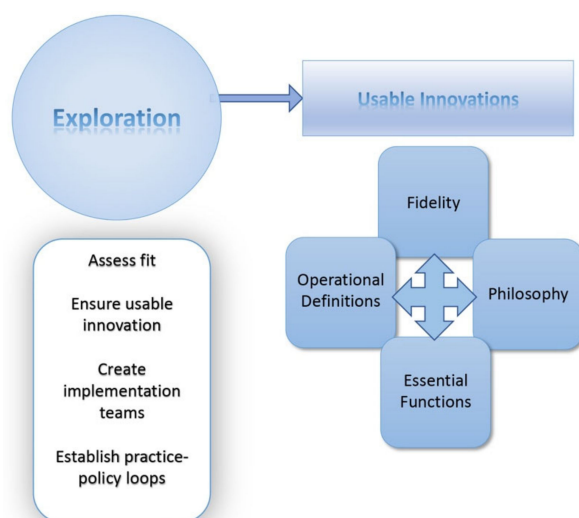 Exploration
Usable Innovations
Assess fit
Ensure usable
innovation
Create
implementation
teams
Establish practice-
policy loops
Fidelity
Operational
Definitions
Philosophy
Essential
Functions